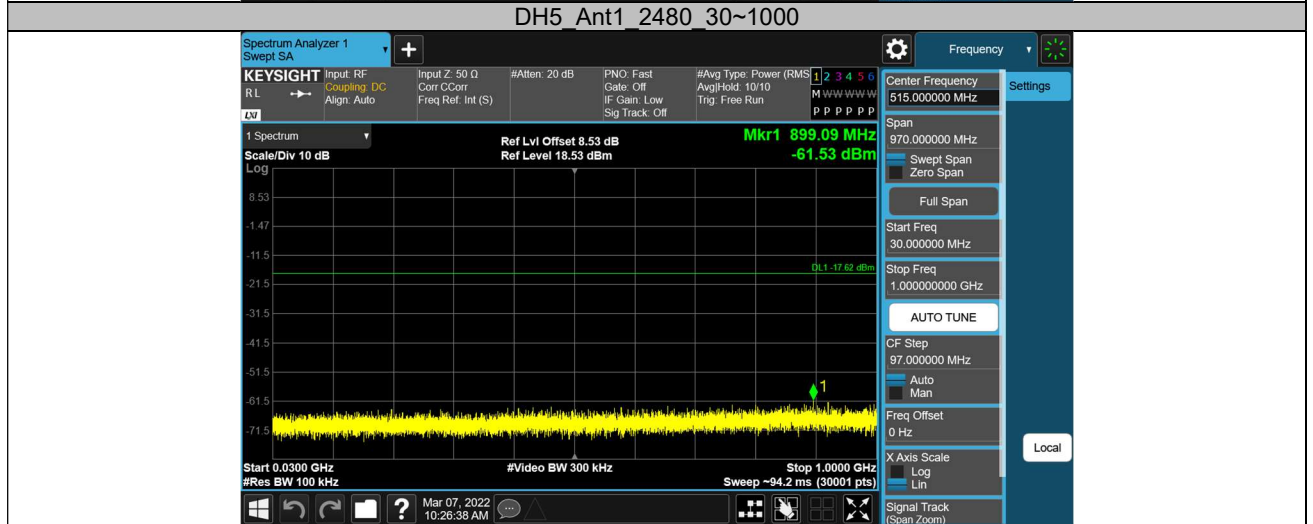 DH5_Ant1_2480_30~1000
Spectrum Analyzer 1
Swept SA
Frequency
KEYSIGHT
R L
LXI
Input: RF
Coupling: DC
Align: Auto
Input Z: 50 Ω
Corr CCorr
Freq Ref: Int (S)
#Atten: 20 dB
PNO: Fast
Gate: Off
IF Gain: Low
Sig Track: Off
#Avg Type: Power (RMS
Avg|Hold: 10/10
Trig: Free Run
1 2 3 4 5 6
M W W W W W
P P P P P P
Center Frequency
515.000000 MHz
Settings
Span
970.000000 MHz
Swept Span
Zero Span
Full Span
Start Freq
30.000000 MHz
Stop Freq
1.000000000 GHz
AUTO TUNE
CF Step
97.000000 MHz
Auto
Man
Freq Offset
0 Hz
X Axis Scale
Log
Lin
Signal Track
(Span Zoom)
Local
1 Spectrum
Scale/Div 10 dB
Log
Ref Lvl Offset 8.53 dB
Ref Level 18.53 dBm
Mkr1 899.09 MHz
-61.53 dBm
8.53
-1.47
-11.5
DL1 -17.62 dBm
-21.5
-31.5
-41.5
-51.5
1
-61.5
-71.5
Start 0.0300 GHz
#Res BW 100 kHz
#Video BW 300 kHz
Stop 1.0000 GHz
Sweep ~94.2 ms (30001 pts)
?
Mar 07, 2022
10:26:38 AM